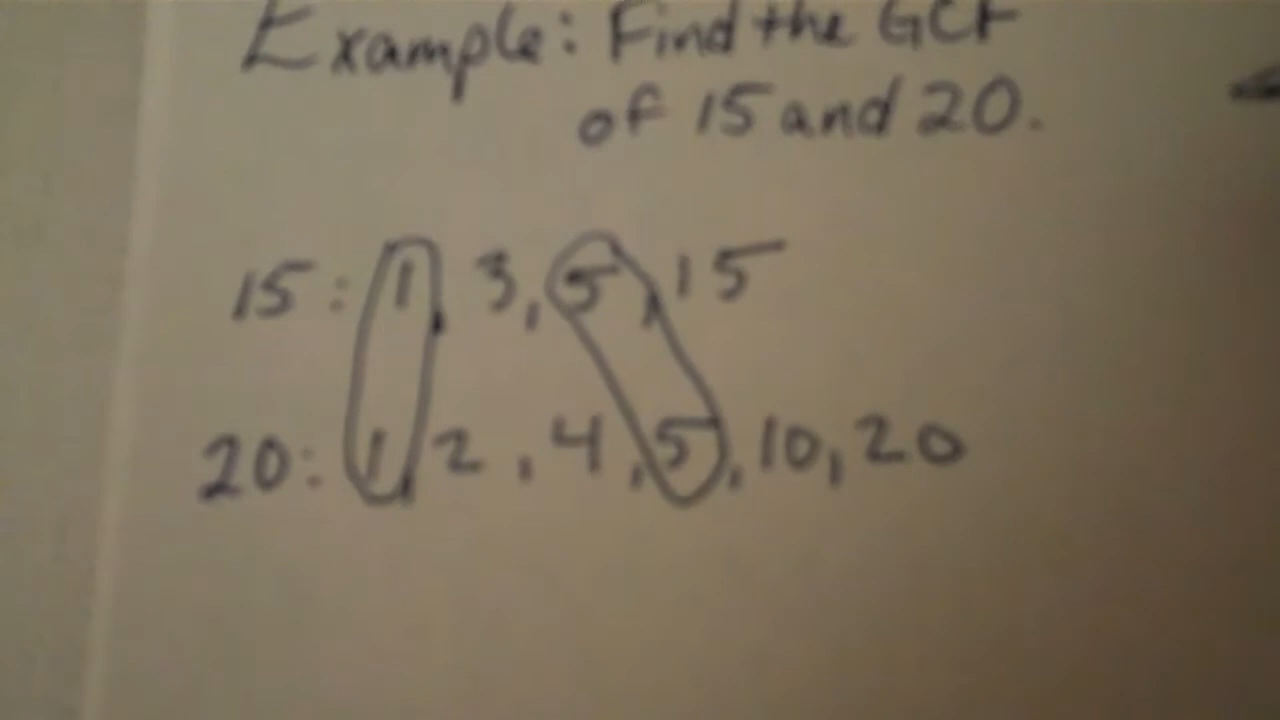 Example: Find the GCF
of 15 and 20.
15: 1, 3, 5, 15
20: 1, 2, 4, 5, 10, 20